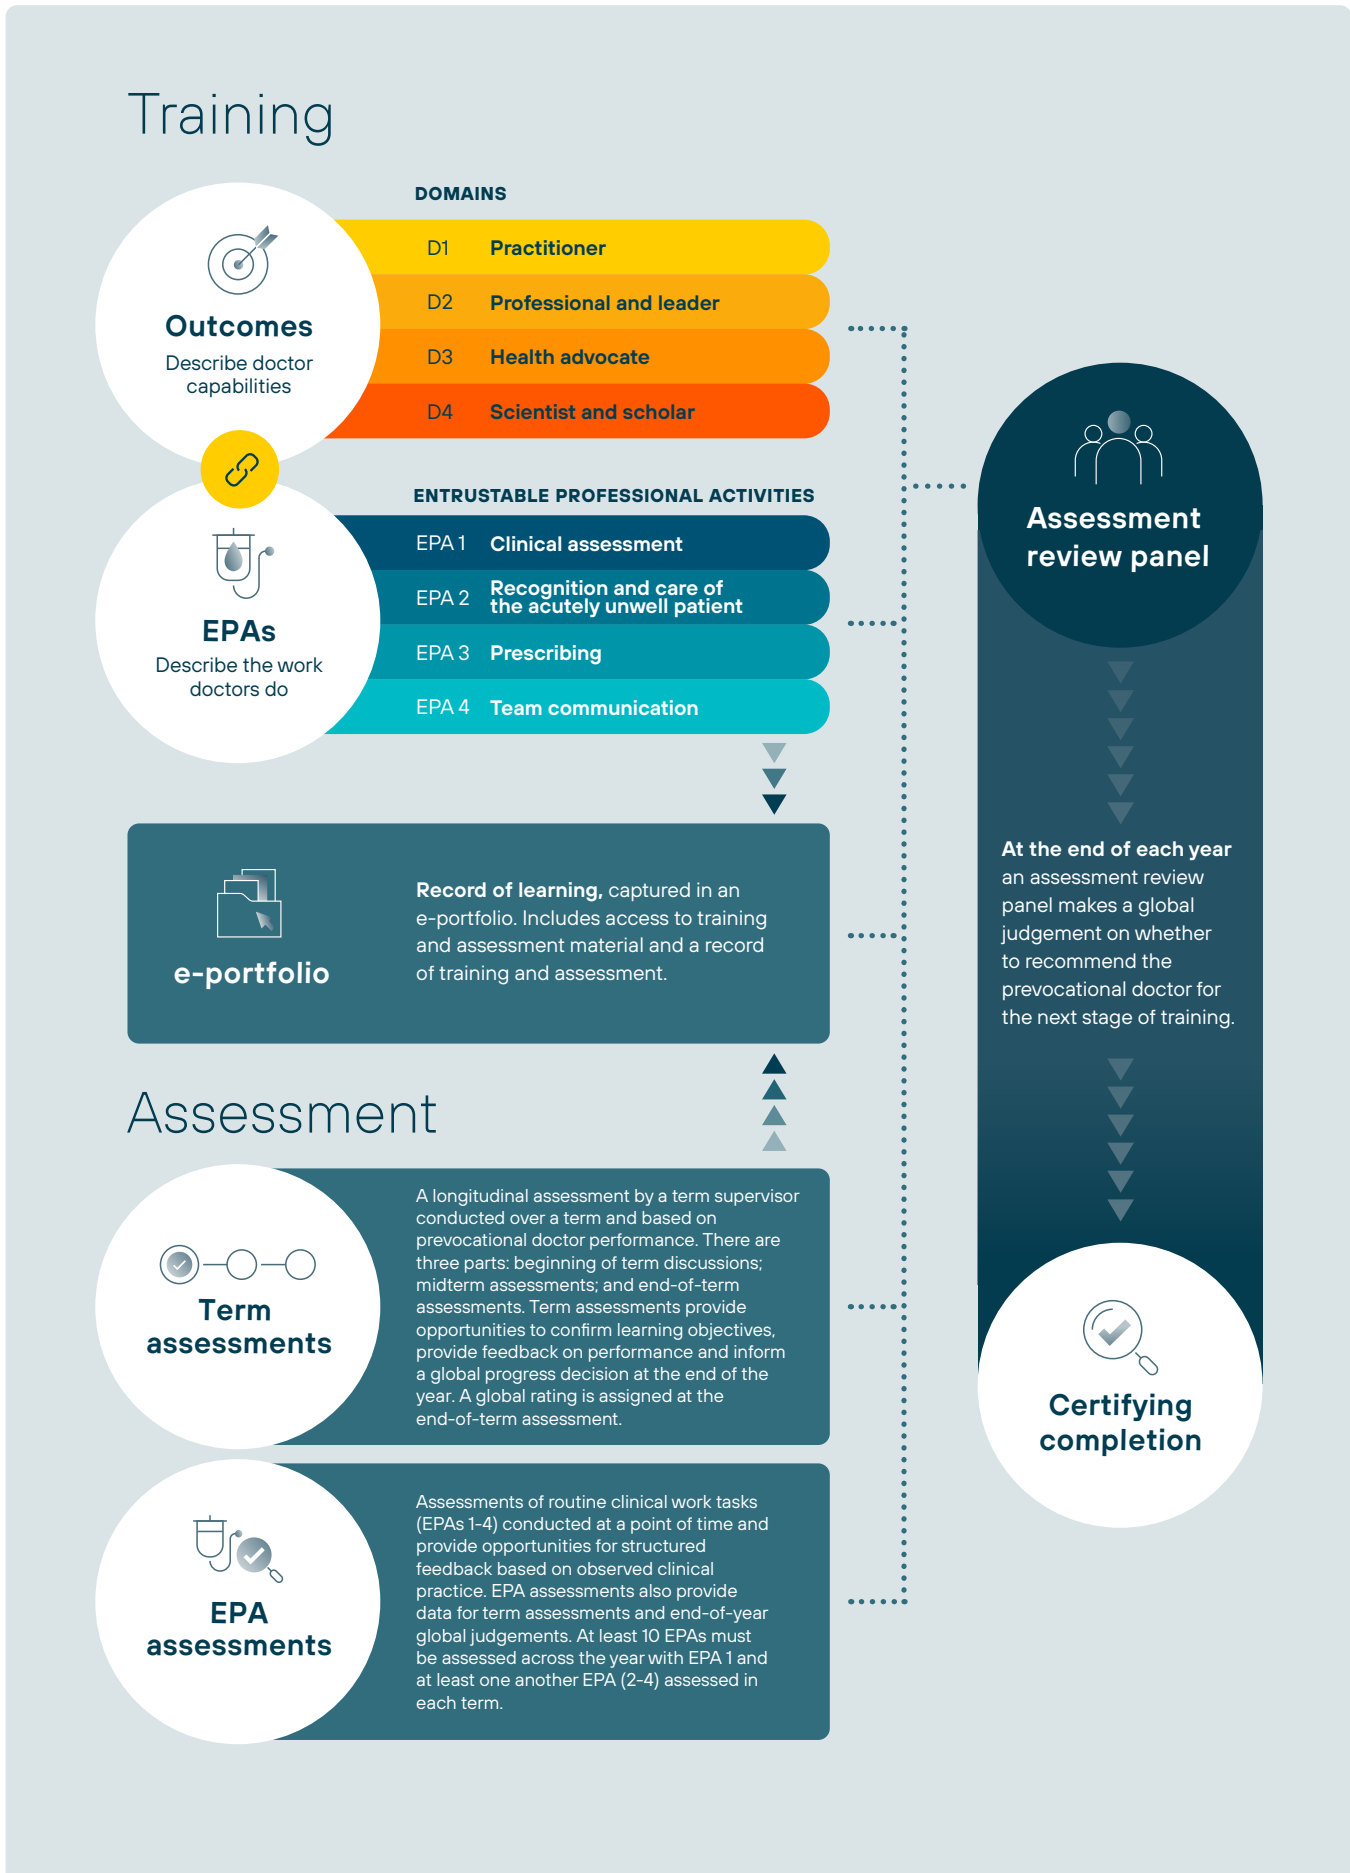 Training
DOMAINS
Outcomes
Describe doctor
capabilities
D1 Practitioner
D2 Professional and leader
D3 Health advocate
D4 Scientist and scholar
ENTRUSTABLE PROFESSIONAL ACTIVITIES
EPAs
Describe the work
doctors do
EPA 1 Clinical assessment
EPA 2 Recognition and care of
the acutely unwell patient
EPA 3 Prescribing
EPA 4 Team communication
e-portfolio
Record of learning, captured in an
e-portfolio. Includes access to training
and assessment material and a record
of training and assessment.
Assessment
Term
assessments
A longitudinal assessment by a term supervisor
conducted over a term and based on
prevocational doctor performance. There are
three parts: beginning of term discussions;
midterm assessments; and end-of-term
assessments. Term assessments provide
opportunities to confirm learning objectives,
provide feedback on performance and inform
a global progress decision at the end of the
year. A global rating is assigned at the
end-of-term assessment.
EPA
assessments
Assessments of routine clinical work tasks
(EPAs 1-4) conducted at a point of time and
provide opportunities for structured
feedback based on observed clinical
practice. EPA assessments also provide
data for term assessments and end-of-year
global judgements. At least 10 EPAs must
be assessed across the year with EPA 1 and
at least one another EPA (2-4) assessed in
each term.
Assessment
review panel
At the end of each year
an assessment review
panel makes a global
judgement on whether
to recommend the
prevocational doctor for
the next stage of training.
Certifying
completion